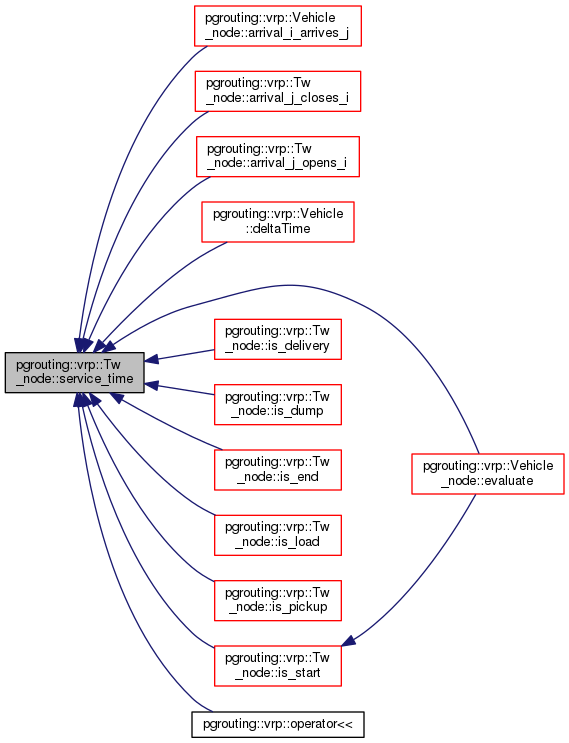 pgrouting::vrp::Vehicle
_node::arrival_i_arrives_j
pgrouting::vrp::Tw
_node::arrival_j_closes_i
pgrouting::vrp::Tw
_node::arrival_j_opens_i
pgrouting::vrp::Vehicle
::deltaTime
pgrouting::vrp::Tw
_node::is_delivery
pgrouting::vrp::Tw
_node::service_time
pgrouting::vrp::Tw
_node::is_dump
pgrouting::vrp::Tw
_node::is_end
pgrouting::vrp::Vehicle
_node::evaluate
pgrouting::vrp::Tw
_node::is_load
pgrouting::vrp::Tw
_node::is_pickup
pgrouting::vrp::Tw
_node::is_start
pgrouting::vrp::operator<<